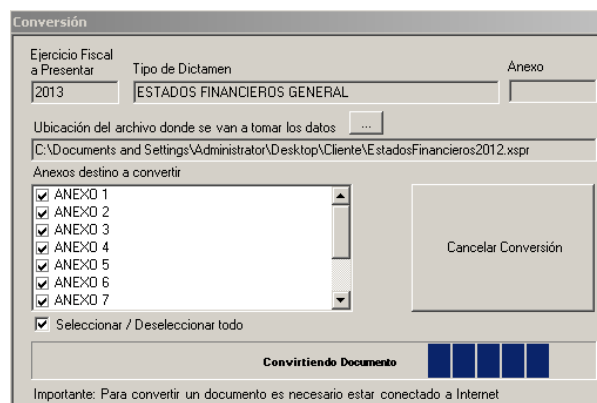 Conversión
Ejercicio Fiscal
a Presentar
Tipo de Dictamen
Anexo
2013
ESTADOS FINANCIEROS GENERAL
Ubicación del archivo donde se van a tomar los datos
...
C:\Documents and Settings\Administrator\Desktop\Cliente\EstadosFinancieros2012.xspr
Anexos destino a convertir
ANEXO 1
ANEXO 2
ANEXO 3
ANEXO 4
ANEXO 5
ANEXO 6
ANEXO 7
Cancelar Conversión
Seleccionar / Deseleccionar todo
Convirtiendo Documento
Importante: Para convertir un documento es necesario estar conectado a Internet